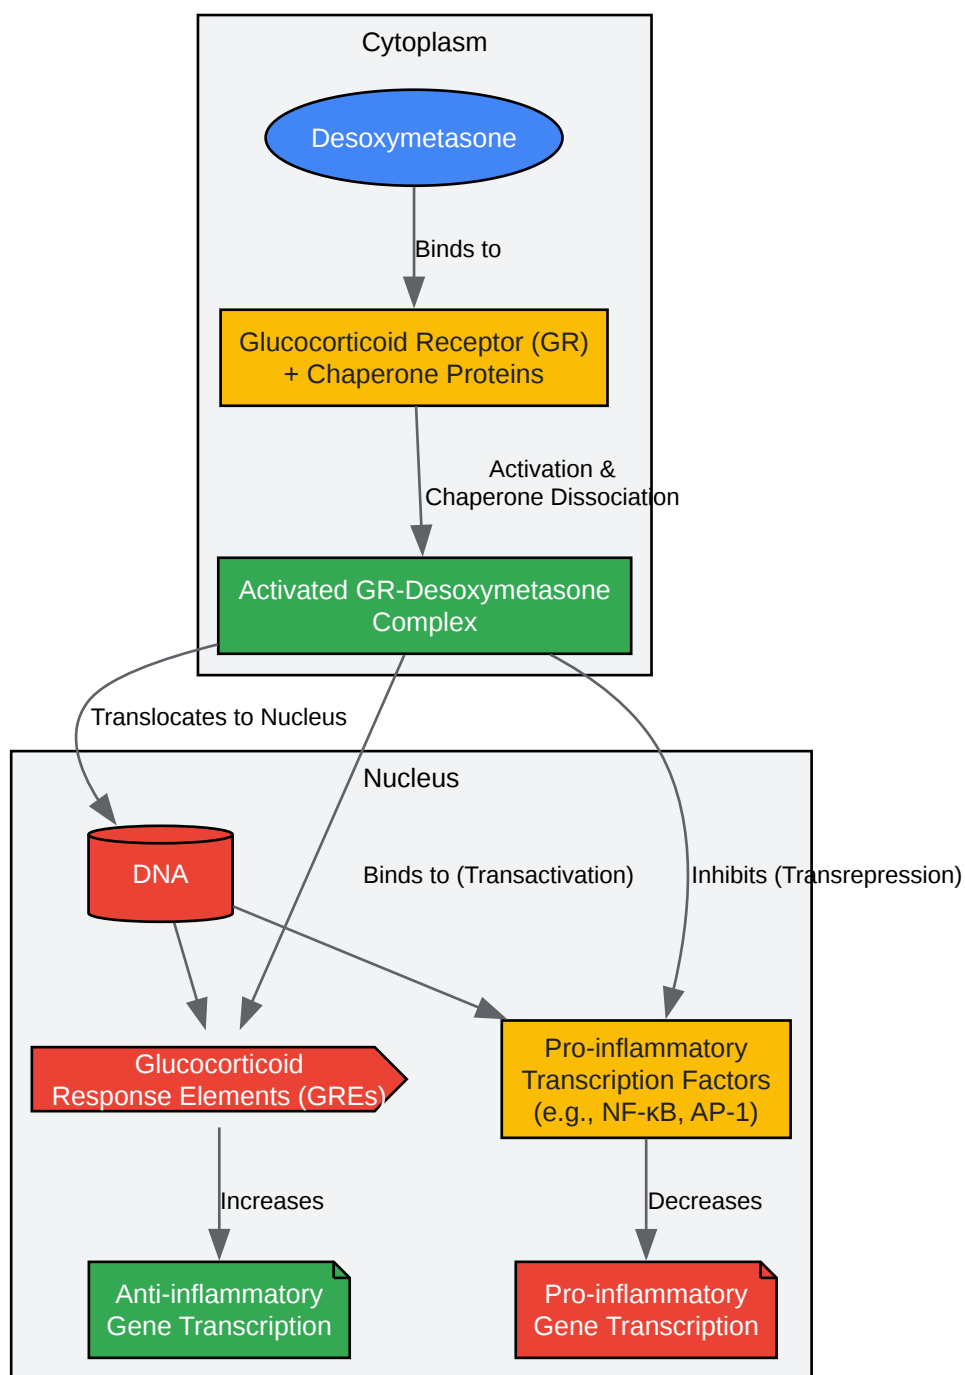 Cytoplasm
Desoxymetasone
Binds to
Glucocorticoid Receptor (GR)
+ Chaperone Proteins
Activation &
Chaperone Dissociation
Activated GR-Desoxymetasone
Complex
Translocates to Nucleus
Nucleus
DNA
Binds to (Transactivation)
Inhibits (Transrepression)
Glucocorticoid
Response Elements (GREs)
Pro-inflammatory
Transcription Factors
(e.g., NF-κB, AP-1)
Increases
Decreases
Anti-inflammatory
Gene Transcription
Pro-inflammatory
Gene Transcription